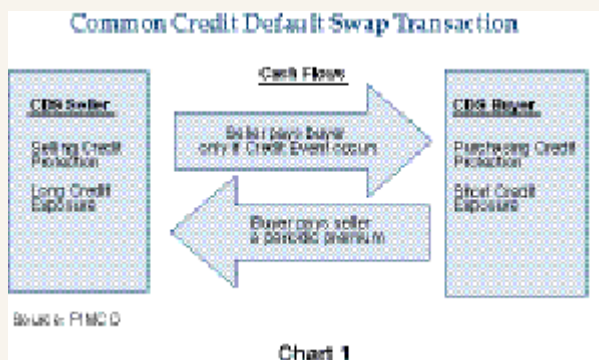 Common Credit Default Swap Transaction
Cash Flows
CDS Seller
Selling Credit
Protection
Long Credit
Exposure
Seller pays buyer
only if Credit Event occurs
Buyer pays seller
a periodic premium
CDS Buyer
Purchasing Credit
Protection
Short Credit
Exposure
Source: PIMCO
Chart 1